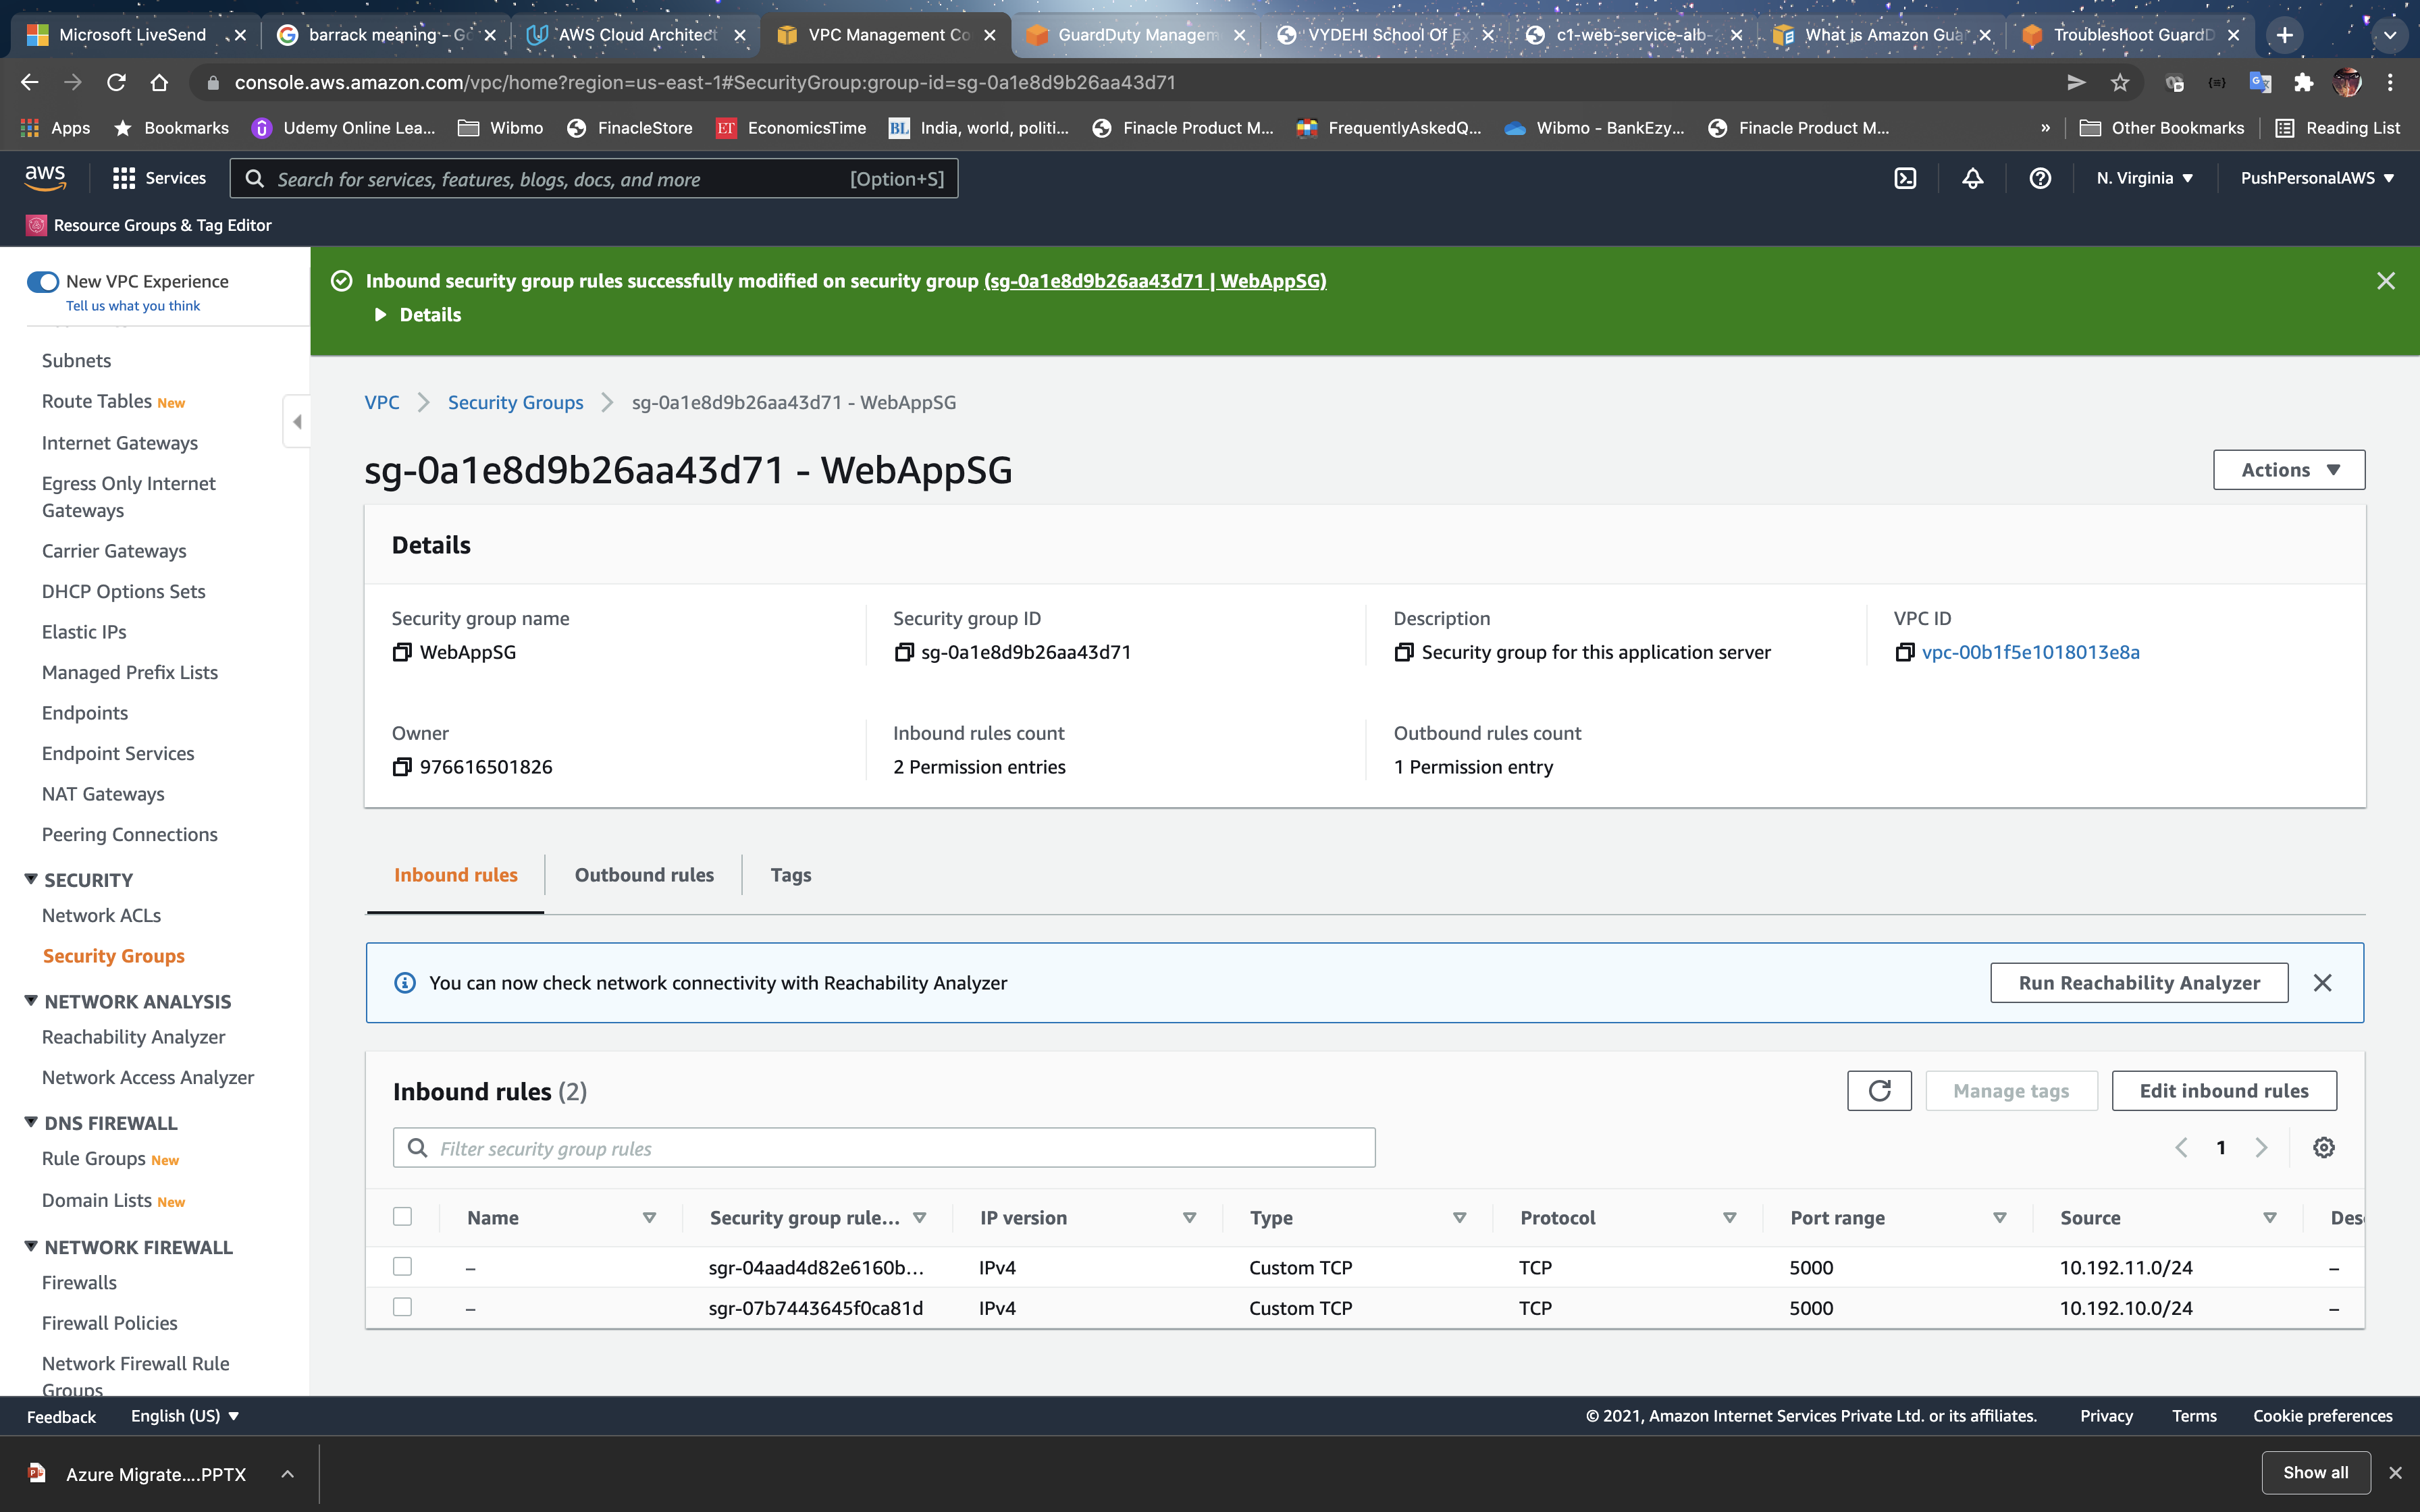 Microsoft LiveSend
barrack meaning - Go
AWS Cloud Architect
VPC Management Co
GuardDuty Managem
VYDEHI School Of Ex
c1-web-service-alb-
What is Amazon Gua
Troubleshoot GuardD
console.aws.amazon.com/vpc/home?region=us-east-1#SecurityGroup:group-id=sg-0a1e8d9b26aa43d71
Apps
Bookmarks
Udemy Online Lea...
Wibmo
FinacleStore
ET
EconomicsTime
BL
India, world, politi...
Finacle Product M...
FrequentlyAskedQ...
Wibmo - BankEzy...
Finacle Product M...
»
Other Bookmarks
Reading List
aws
Services
Search for services, features, blogs, docs, and more
[Option+S]
N. Virginia
PushPersonalAWS
Resource Groups & Tag Editor
New VPC Experience
Tell us what you think
Inbound security group rules successfully modified on security group (sg-0a1e8d9b26aa43d71 | WebAppSG)
Details
Subnets
Route Tables New
Internet Gateways
Egress Only Internet
Gateways
Carrier Gateways
DHCP Options Sets
Elastic IPs
Managed Prefix Lists
Endpoints
Endpoint Services
NAT Gateways
Peering Connections
SECURITY
Network ACLs
Security Groups
NETWORK ANALYSIS
Reachability Analyzer
Network Access Analyzer
DNS FIREWALL
Rule Groups New
Domain Lists New
NETWORK FIREWALL
Firewalls
Firewall Policies
Network Firewall Rule
Groups
VPC
Security Groups
sg-0a1e8d9b26aa43d71 - WebAppSG
sg-0a1e8d9b26aa43d71 - WebAppSG
Actions
Details
Security group name
WebAppSG
Security group ID
sg-0a1e8d9b26aa43d71
Description
Security group for this application server
VPC ID
vpc-00b1f5e1018013e8a
Owner
976616501826
Inbound rules count
2 Permission entries
Outbound rules count
1 Permission entry
Inbound rules
Outbound rules
Tags
You can now check network connectivity with Reachability Analyzer
Run Reachability Analyzer
Inbound rules (2)
Manage tags
Edit inbound rules
Filter security group rules
1
Name Security group rule... IP version Type Protocol Port range Source Des
– sgr-04aad4d82e6160b... IPv4 Custom TCP TCP 5000 10.192.11.0/24 –
– sgr-07b7443645f0ca81d IPv4 Custom TCP TCP 5000 10.192.10.0/24 –
Feedback
English (US)
© 2021, Amazon Internet Services Private Ltd. or its affiliates.
Privacy
Terms
Cookie preferences
Azure Migrate....PPTX
Show all